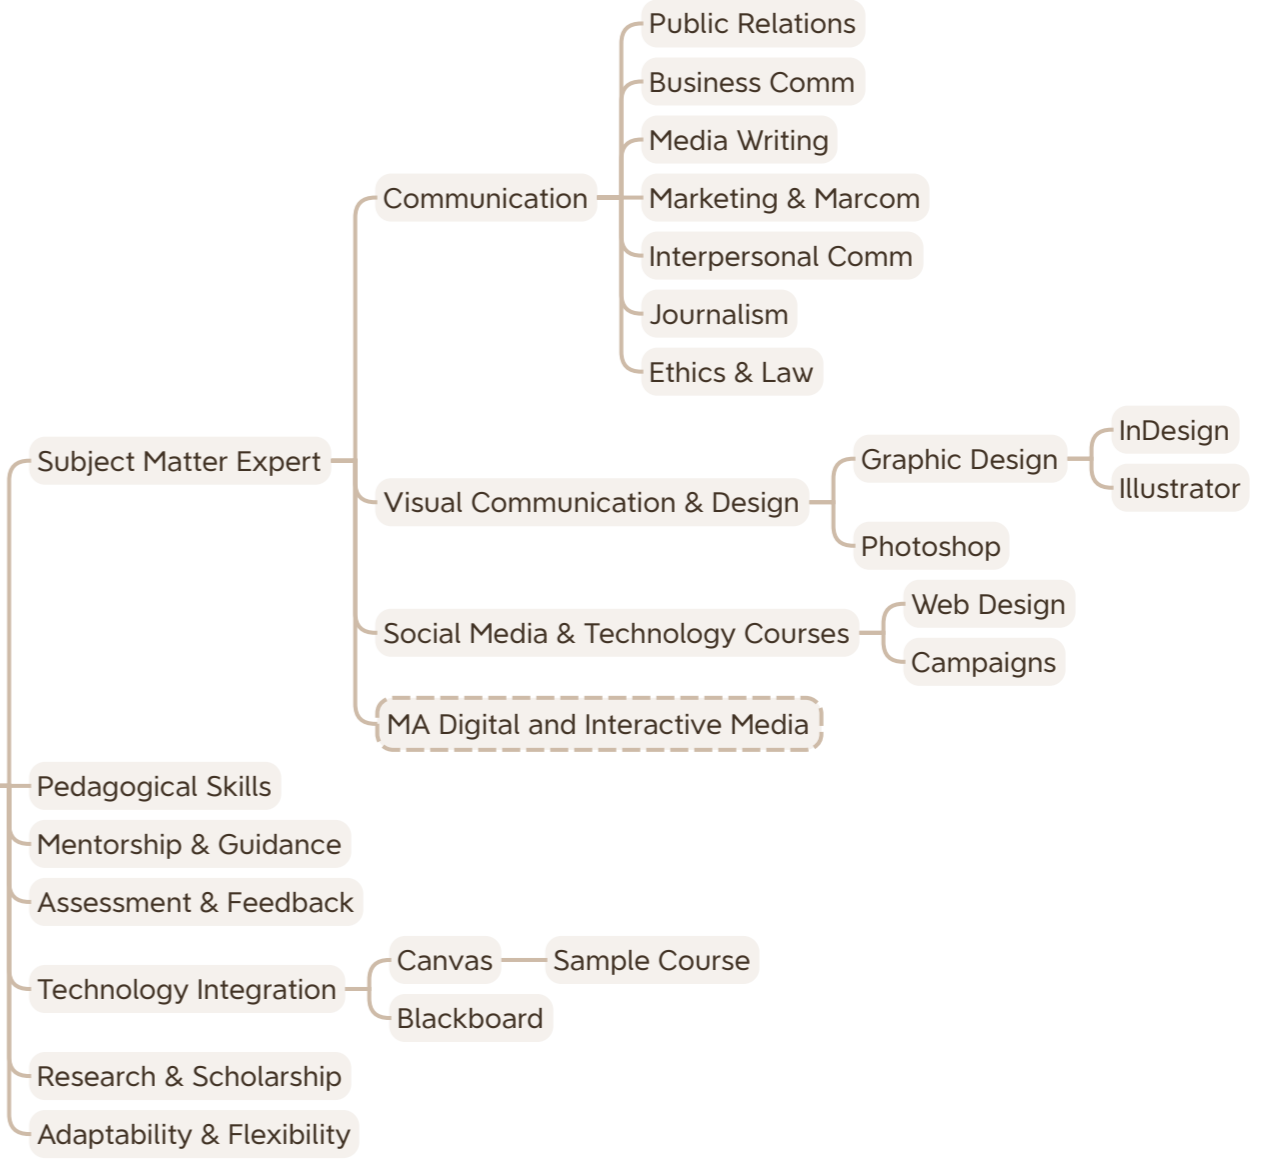 Public Relations
Business Comm
Media Writing
Communication
Marketing & Marcom
Interpersonal Comm
Journalism
Ethics & Law
Subject Matter Expert
InDesign
Graphic Design
Illustrator
Visual Communication & Design
Photoshop
Web Design
Social Media & Technology Courses
Campaigns
MA Digital and Interactive Media
Pedagogical Skills
Mentorship & Guidance
Assessment & Feedback
Canvas
Sample Course
Technology Integration
Blackboard
Research & Scholarship
Adaptability & Flexibility